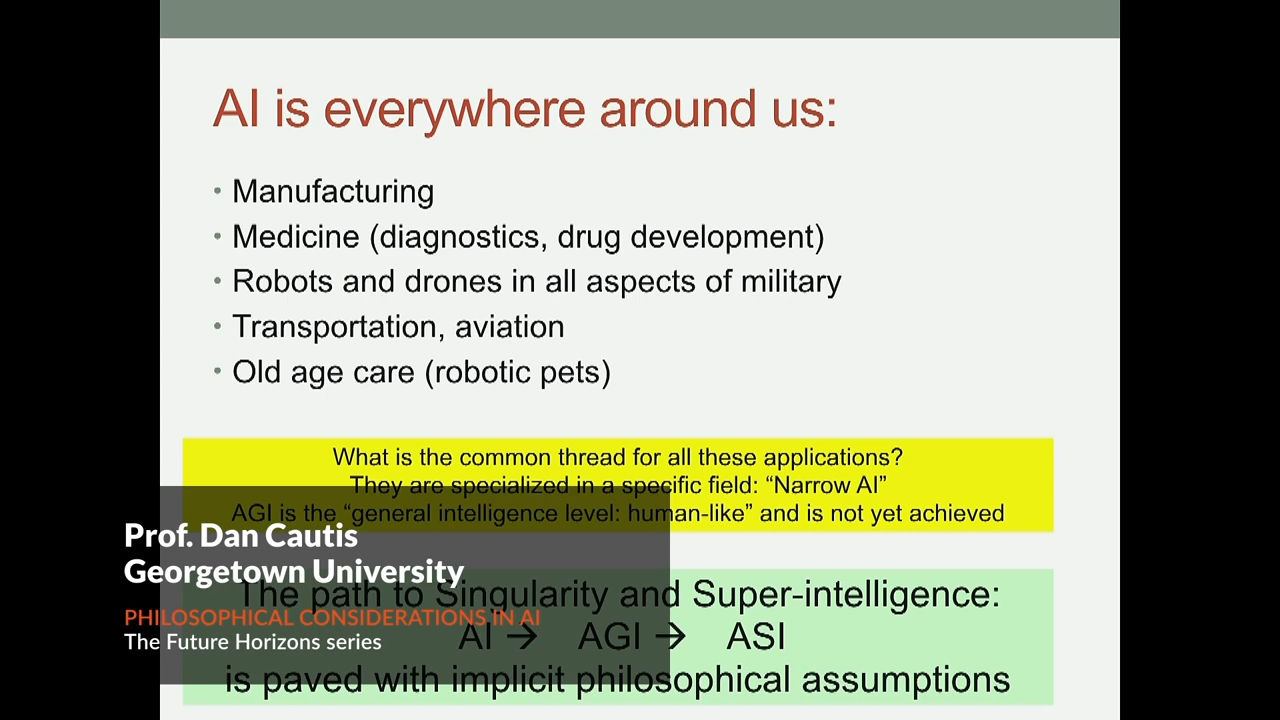 AI is everywhere around us:
• Manufacturing
• Medicine (diagnostics, drug development)
• Robots and drones in all aspects of military
• Transportation, aviation
• Old age care (robotic pets)
What is the common thread for all these applications?
They are specialized in a specific field: “Narrow AI”
AGI is the “general intelligence level: human-like” and is not yet achieved
The path to Singularity and Super-intelligence:
AI → AGI → ASI
is paved with implicit philosophical assumptions
Prof. Dan Cautis
Georgetown University
PHILOSOPHICAL CONSIDERATIONS IN AI
The Future Horizons series